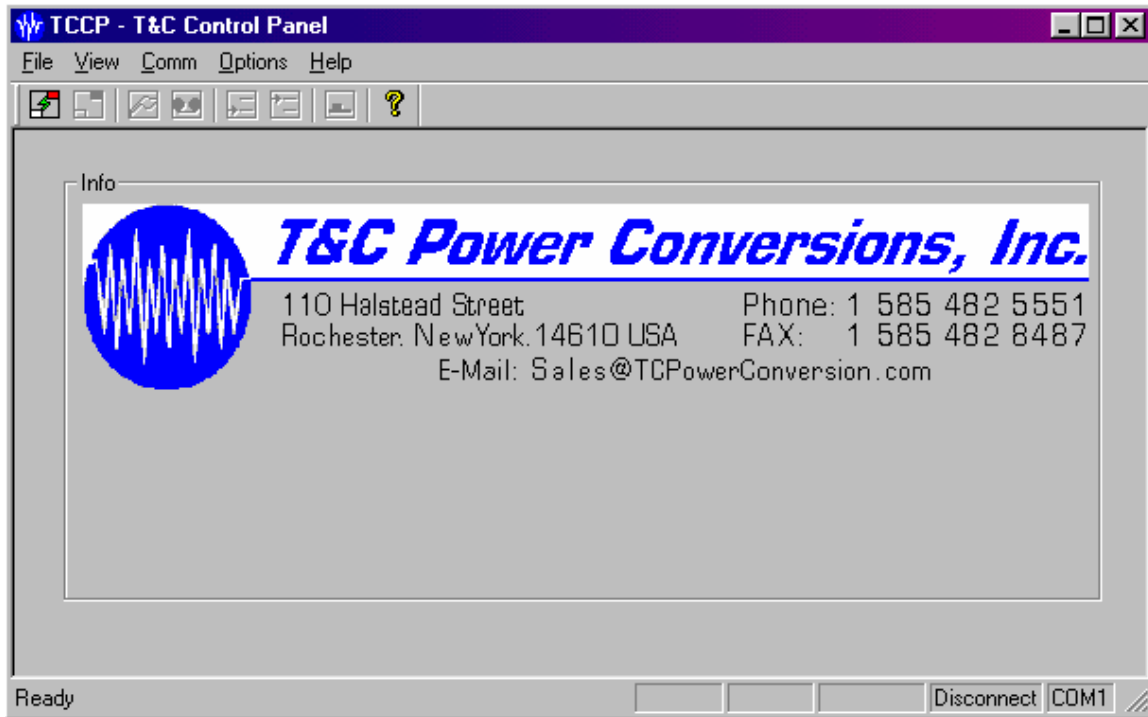 TCCP - T&C Control Panel
File View Comm Options Help
Info
T&C Power Conversions, Inc.
110 Halstead Street Phone: 1 585 482 5551
Rochester. NewYork.14610 USA FAX: 1 585 482 8487
E-Mail: Sales@TCPowerConversion.com
Ready Disconnect COM1